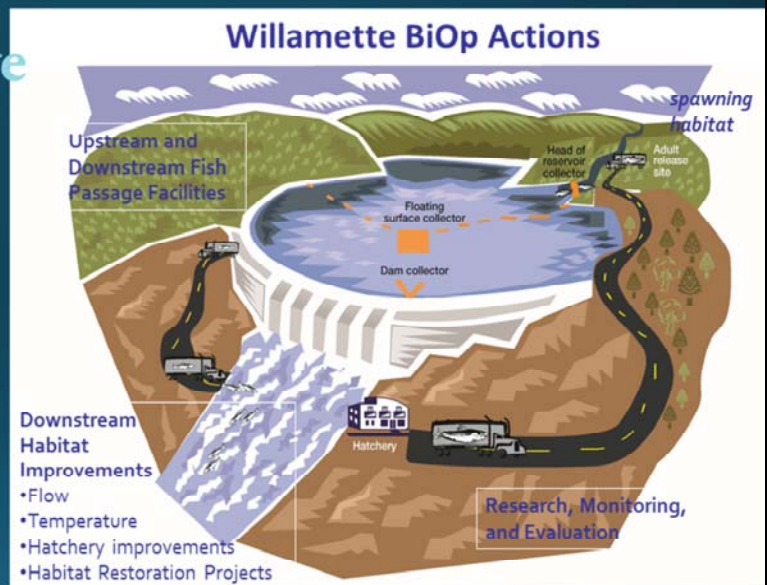 Willamette BiOp Actions
spawning
habitat
Upstream and
Downstream Fish
Passage Facilities
Head of
reservoir
collector
Adult
release
site
Floating
surface collector
Dam collector
Downstream
Habitat
Improvements
•Flow
•Temperature
•Hatchery improvements
•Habitat Restoration Projects
Hatchery
Research, Monitoring,
and Evaluation